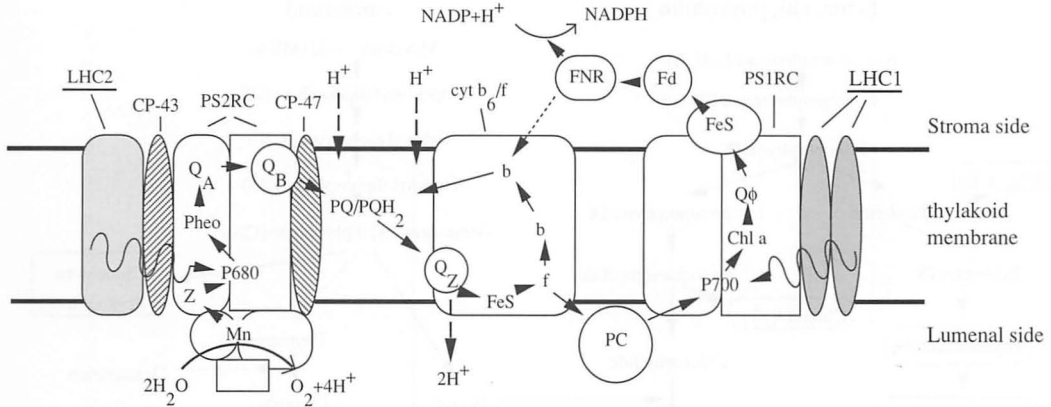 NADP+H+ NADPH
FNR
Fd
PS1RC
LHC1
LHC2
CP-43
PS2RC
CP-47
H+
H+
cyt b6/f
FeS
Stroma side
QA
QB
b
Qϕ
PQ/PQH2
Pheo
b
Chl a
thylakoid
membrane
P680
Z
QZ
FeS
f
P700
Mn
PC
Lumenal side
2H2O
O2+4H+
2H+